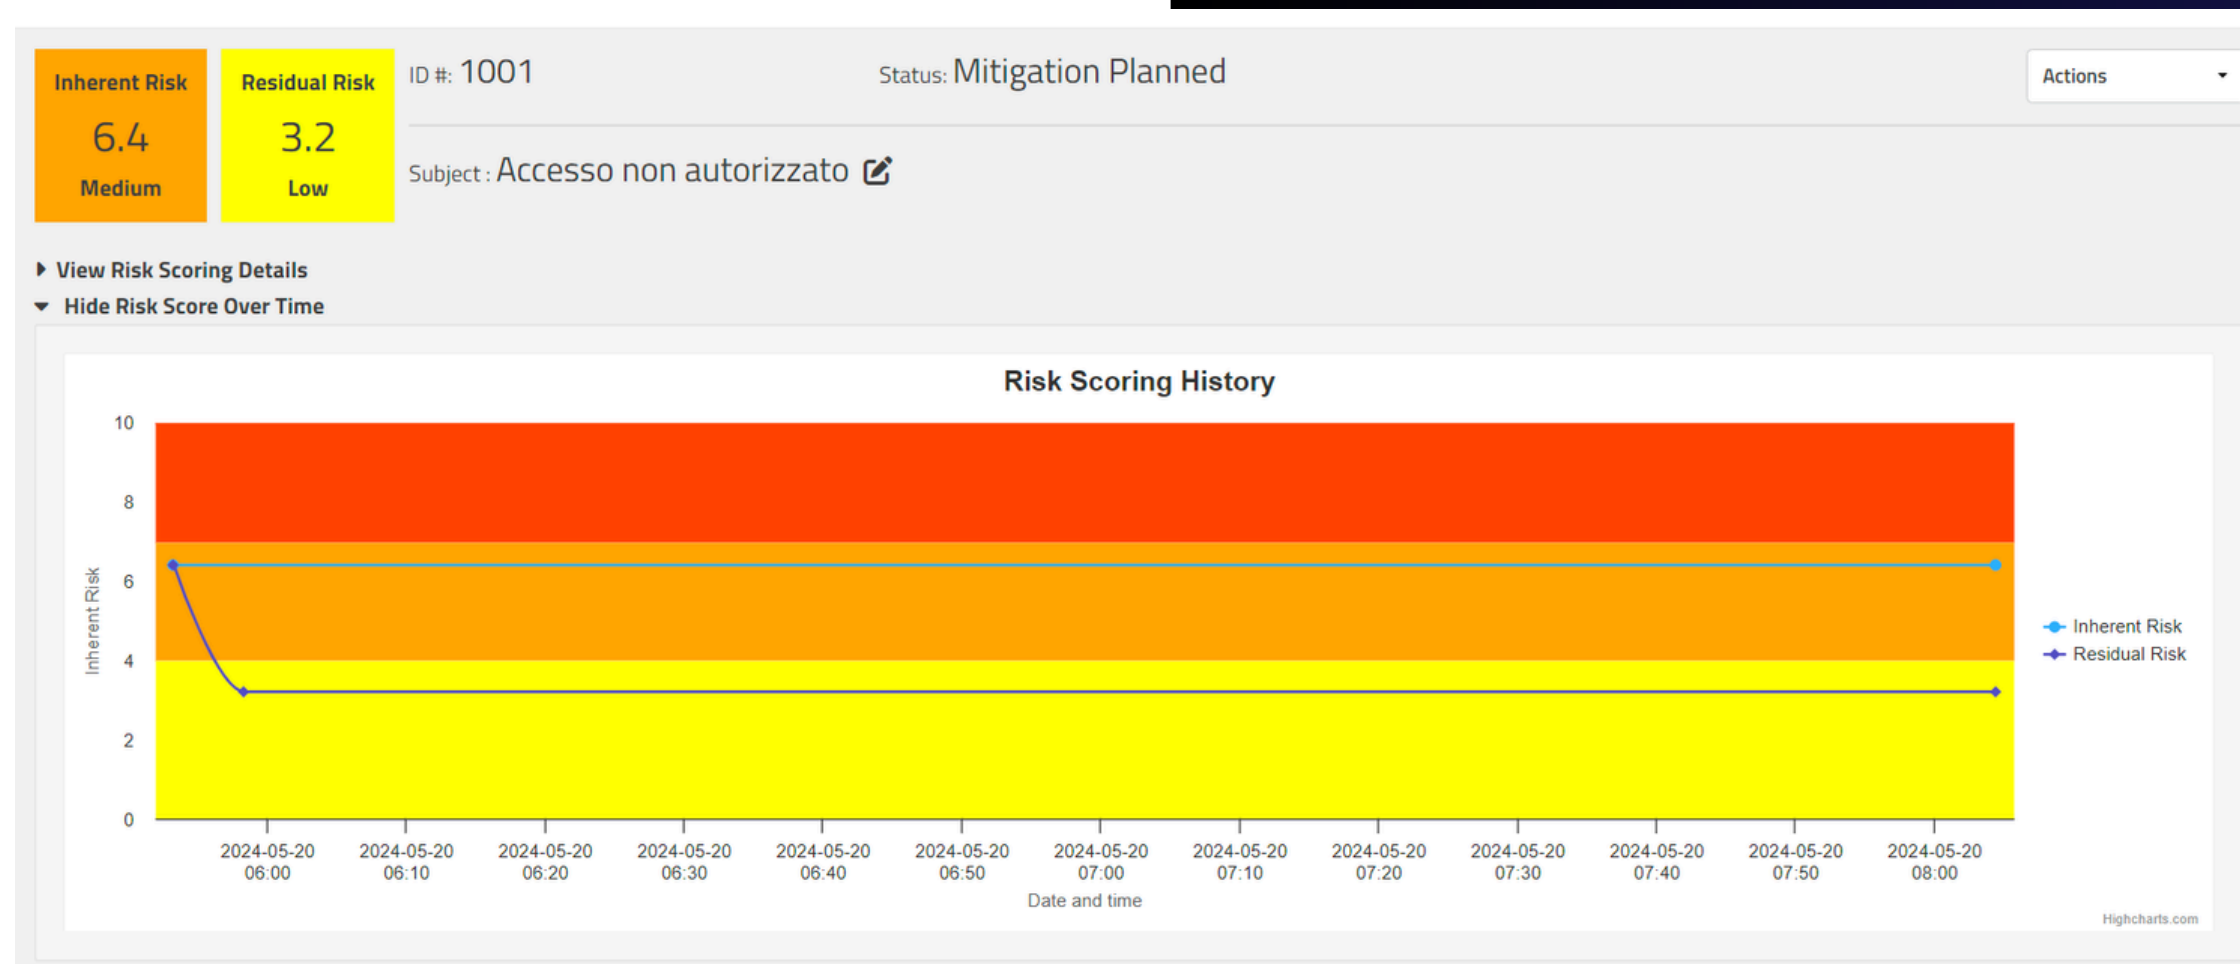 Inherent Risk
6.4
Medium
Residual Risk
3.2
Low
ID #: 1001
Status: Mitigation Planned
Actions
Subject : Accesso non autorizzato
View Risk Scoring Details
Hide Risk Score Over Time
Risk Scoring History
10
8
6
4
2
0
Inherent Risk
2024-05-20 06:00
2024-05-20 06:10
2024-05-20 06:20
2024-05-20 06:30
2024-05-20 06:40
2024-05-20 06:50
2024-05-20 07:00
2024-05-20 07:10
2024-05-20 07:20
2024-05-20 07:30
2024-05-20 07:40
2024-05-20 07:50
2024-05-20 08:00
Date and time
Inherent Risk
Residual Risk
Highcharts.com